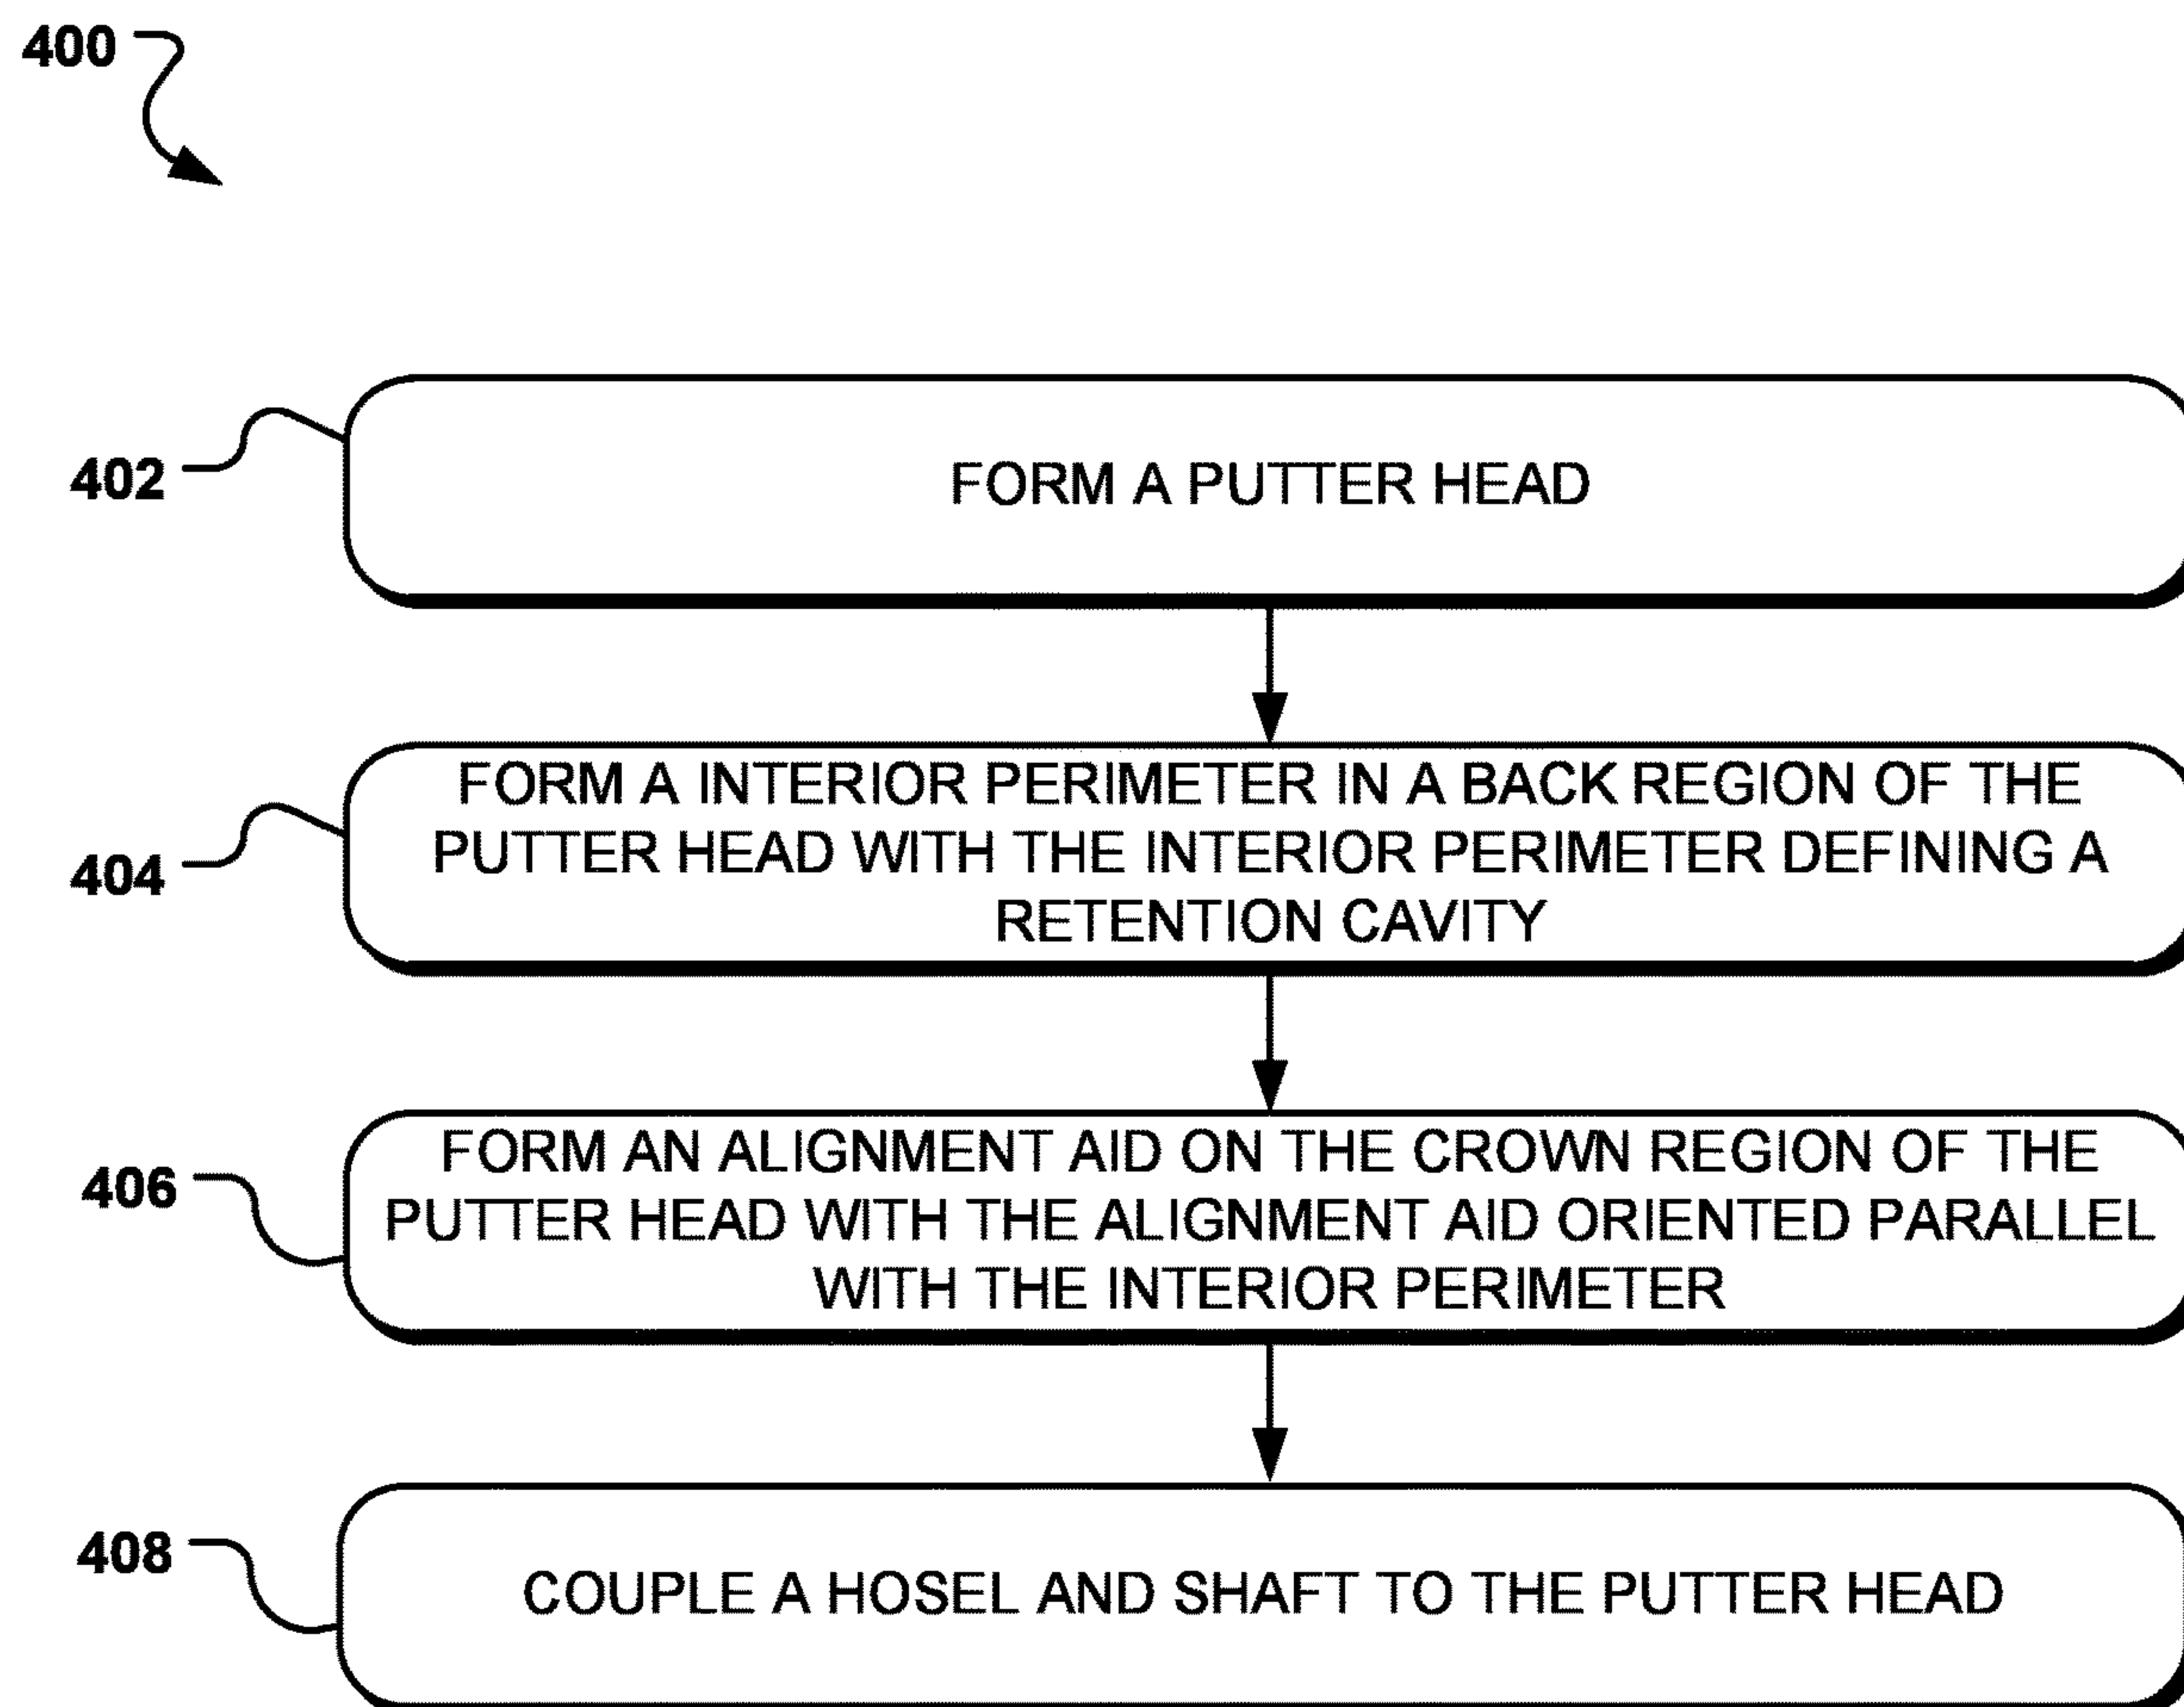 400
402
FORM A PUTTER HEAD
FORM A INTERIOR PERIMETER IN A BACK REGION OF THE
PUTTER HEAD WITH THE INTERIOR PERIMETER DEFINING A
404
RETENTION CAVITY
FORM AN ALIGNMENT AID ON THE CROWN REGION OF THE
406
PUTTER HEAD WITH THE ALIGNMENT AID ORIENTED PARALLEL
WITH THE INTERIOR PERIMETER
408
COUPLE A HOSEL AND SHAFT TO THE PUTTER HEAD